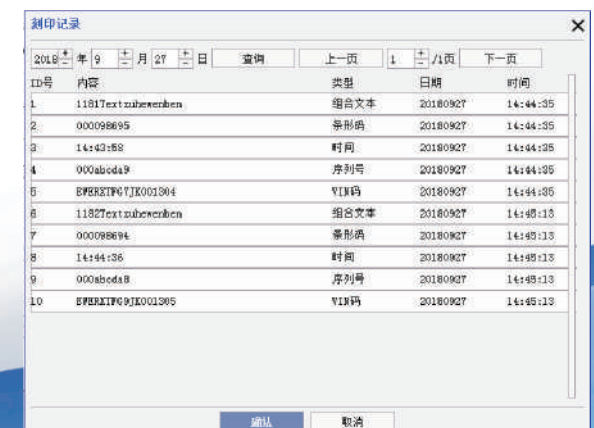 刻印记录
2018 年 9 月 27 日 查询 上一页 1 /1页 下一页
ID号 内容 类型 日期 时间
1 1181Textzuhewenben 组合文本 20180927 14:44:35
2 000098695 条形码 20180927 14:44:35
3 14:43:58 时间 20180927 14:44:35
4 000abcda9 序列号 20180927 14:44:35
5 VIN码 20180927 14:44:35
6 1182Textzuhewenben 组合文本 20180927 14:45:13
7 000098694 条形码 20180927 14:45:13
8 14:44:36 时间 20180927 14:45:13
9 000abcda8 序列号 20180927 14:45:13
10 VIN码 20180927 14:45:13
确认 取消